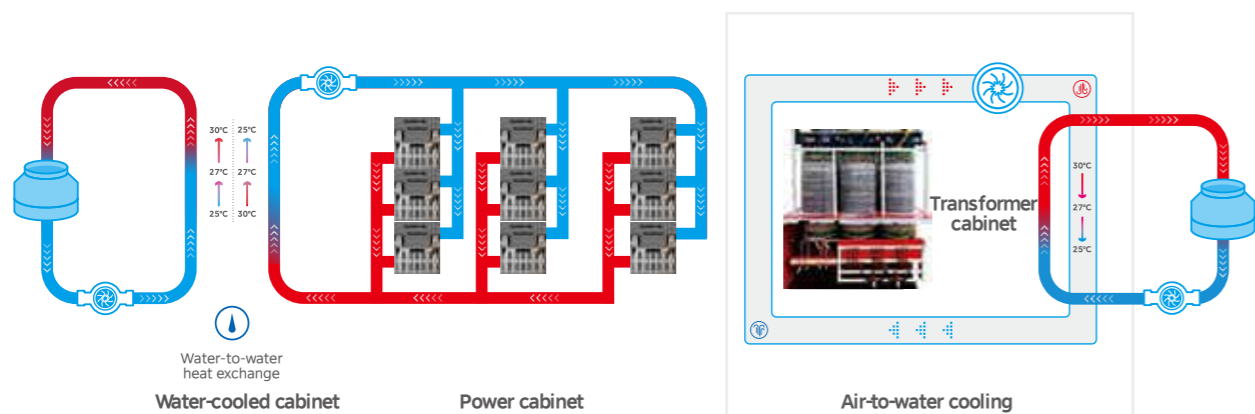 30°C 25°C
27°C 27°C
25°C 30°C
Water-to-water
heat exchange
Water-cooled cabinet
Power cabinet
Transformer
cabinet
30°C
27°C
25°C
Air-to-water cooling